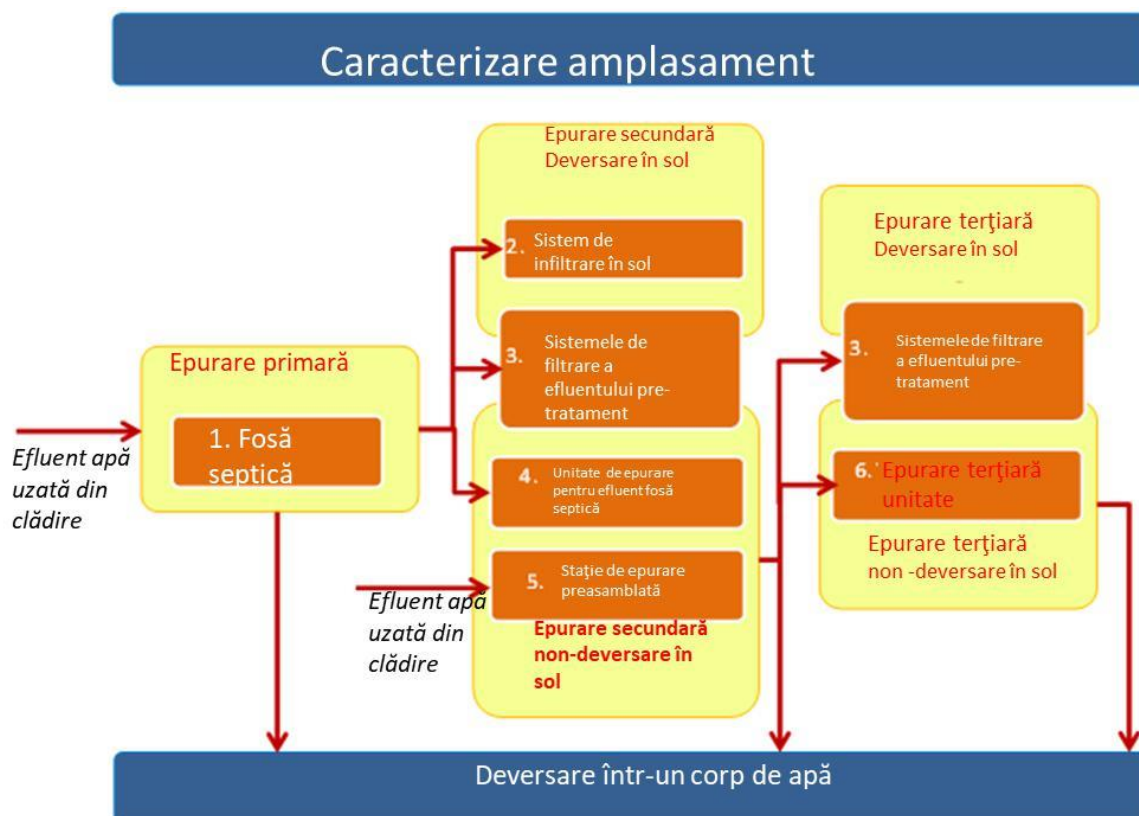 Caracterizare amplasament
Epurare secundară
Deversare în sol
2. Sistem de
infiltrare în sol
3. Sistemele de
filtrare a
efluentului pre-
tratament
Epurare terţiară
Deversare în sol
3. Sistemele de filtrare
a efluentului pre-
tratament
Epurare primară
1. Fosă
septică
Efluent apă
uzată din
clădire
4. Unitate de epurare
pentru efluent fosă
septică
5. Staţie de epurare
preasamblată
Efluent apă
uzată din
clădire
Epurare secundară
non-deversare în
sol
6. Epurare terţiară
unitate
Epurare terţiară
non -deversare în sol
Deversare într-un corp de apă